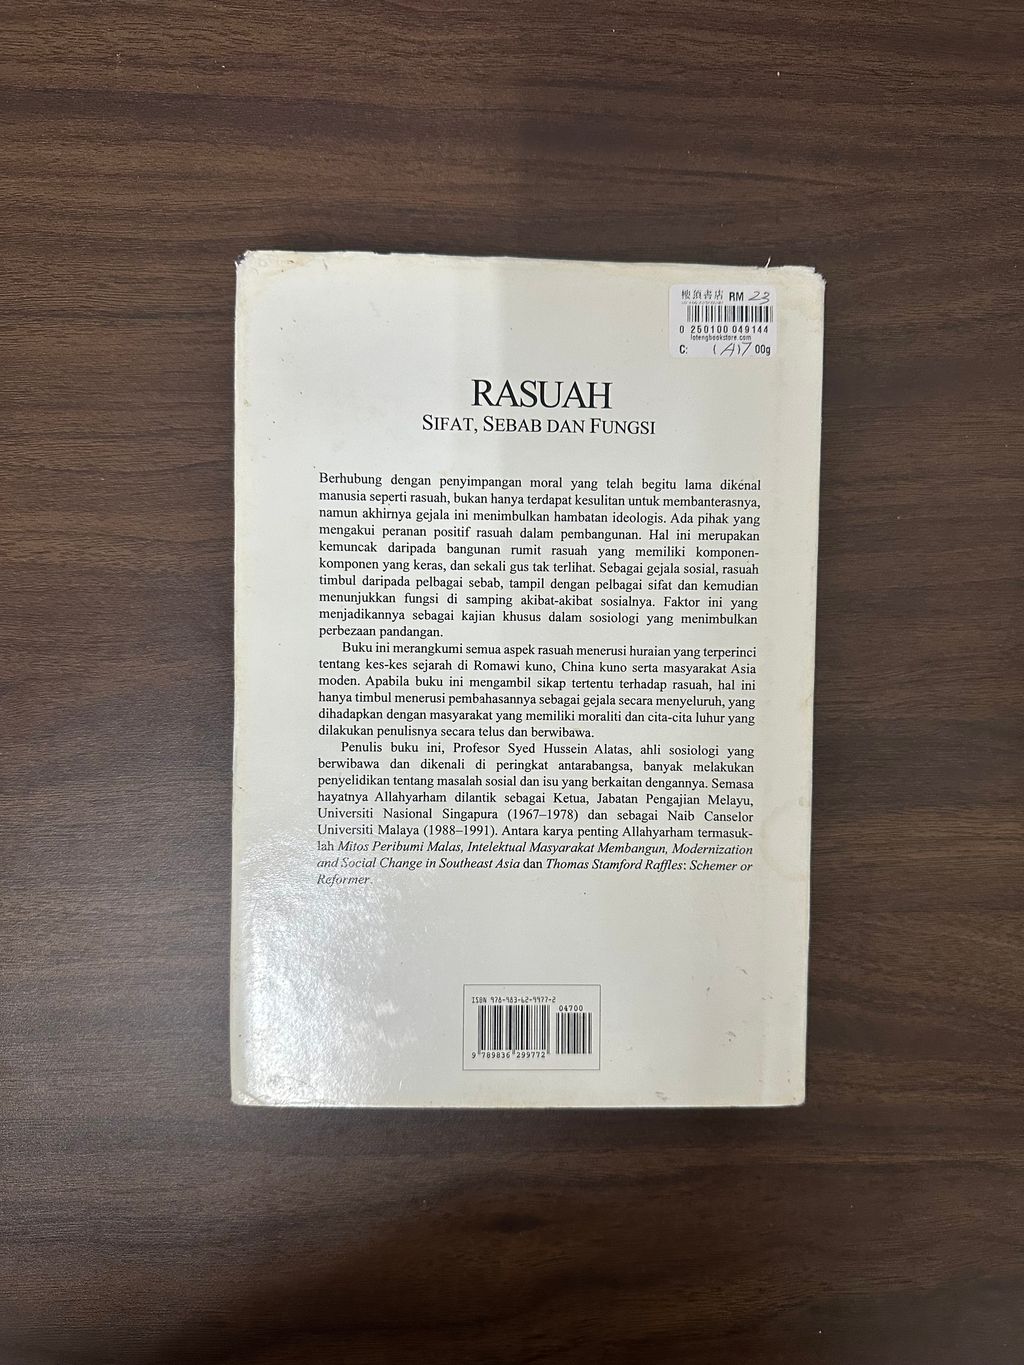 樓頂書店 RM 23
0 250100 049144
lotengbookstore.com
C: (A)7 00g
RASUAH
SIFAT, SEBAB DAN FUNGSI
Berhubung dengan penyimpangan moral yang telah begitu lama dikenal
manusia seperti rasuah, bukan hanya terdapat kesulitan untuk membanterasnya,
namun akhirnya gejala ini menimbulkan hambatan ideologis. Ada pihak yang
mengakui peranan positif rasuah dalam pembangunan. Hal ini merupakan
kemuncak daripada bangunan rumit rasuah yang memiliki komponen-
komponen yang keras, dan sekali gus tak terlihat. Sebagai gejala sosial, rasuah
timbul daripada pelbagai sebab, tampil dengan pelbagai sifat dan kemudian
menunjukkan fungsi di samping akibat-akibat sosialnya. Faktor ini yang
menjadikannya sebagai kajian khusus dalam sosiologi yang menimbulkan
perbezaan pandangan.
Buku ini merangkumi semua aspek rasuah menerusi huraian yang terperinci
tentang kes-kes sejarah di Romawi kuno, China kuno serta masyarakat Asia
moden. Apabila buku ini mengambil sikap tertentu terhadap rasuah, hal ini
hanya timbul menerusi pembahasannya sebagai gejala secara menyeluruh, yang
dihadapkan dengan masyarakat yang memiliki moraliti dan cita-cita luhur yang
dilakukan penulisnya secara telus dan berwibawa.
Penulis buku ini, Profesor Syed Hussein Alatas, ahli sosiologi yang
berwibawa dan dikenali di peringkat antarabangsa, banyak melakukan
penyelidikan tentang masalah sosial dan isu yang berkaitan dengannya. Semasa
hayatnya Allahyarham dilantik sebagai Ketua, Jabatan Pengajian Melayu,
Universiti Nasional Singapura (1967–1978) dan sebagai Naib Canselor
Universiti Malaya (1988–1991). Antara karya penting Allahyarham termasuk-
lah Mitos Peribumi Malas, Intelektual Masyarakat Membangun, Modernization
and Social Change in Southeast Asia dan Thomas Stamford Raffles: Schemer or
Reformer.
ISBN 978-983-62-9977-2
04700
9 789836 299772